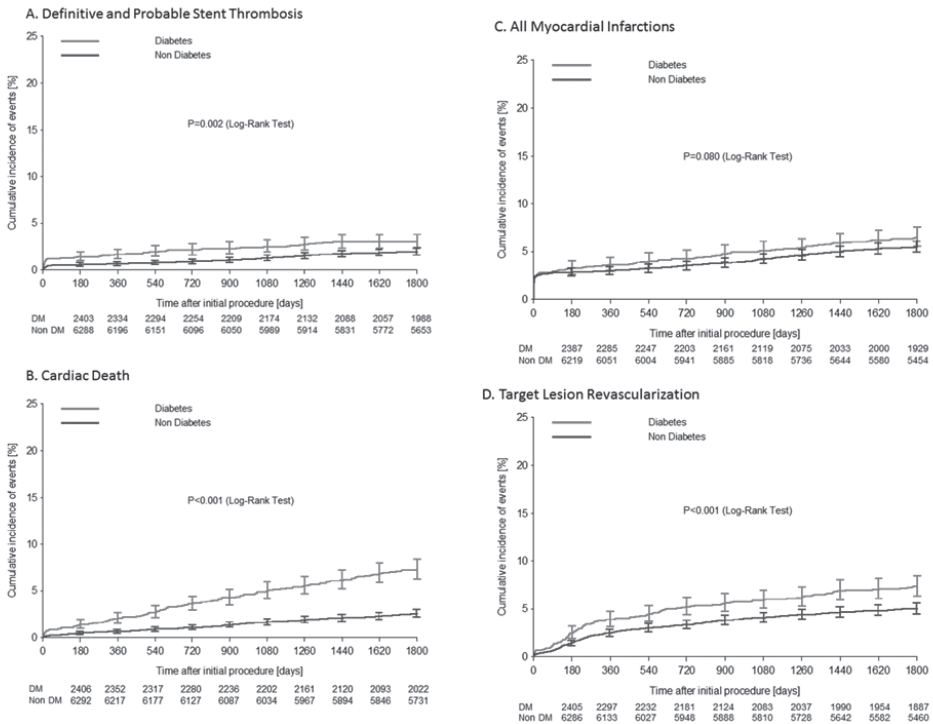 A. Definitive and Probable Stent Thrombosis
25
20
15
10
5
0
Cumulative incidence of events [%]
Diabetes
Non Diabetes
P=0.002 (Log-Rank Test)
0 180 360 540 720 900 1080 1260 1440 1620 1800
Time after initial procedure [days]
DM 2403 2334 2294 2254 2209 2174 2132 2088 2057 1988
Non DM 6288 6196 6151 6096 6050 5989 5914 5831 5772 5653
B. Cardiac Death
25
20
15
10
5
0
Cumulative incidence of events [%]
Diabetes
Non Diabetes
P<0.001 (Log-Rank Test)
0 180 360 540 720 900 1080 1260 1440 1620 1800
Time after initial procedure [days]
DM 2406 2352 2317 2280 2236 2202 2161 2120 2093 2022
Non DM 6292 6217 6177 6127 6087 6034 5967 5894 5846 5731
C. All Myocardial Infarctions
25
20
15
10
5
0
Cumulative incidence of events [%]
Diabetes
Non Diabetes
P=0.080 (Log-Rank Test)
0 180 360 540 720 900 1080 1260 1440 1620 1800
Time after initial procedure [days]
DM 2387 2285 2247 2203 2161 2119 2075 2033 2000 1929
Non DM 6219 6051 6004 5941 5885 5818 5736 5644 5580 5454
D. Target Lesion Revascularization
25
20
15
10
5
0
Cumulative incidence of events [%]
Diabetes
Non Diabetes
P<0.001 (Log-Rank Test)
0 180 360 540 720 900 1080 1260 1440 1620 1800
Time after initial procedure [days]
DM 2405 2297 2232 2181 2124 2083 2037 1990 1954 1887
Non DM 6286 6133 6027 5948 5888 5810 5728 5642 5582 5460